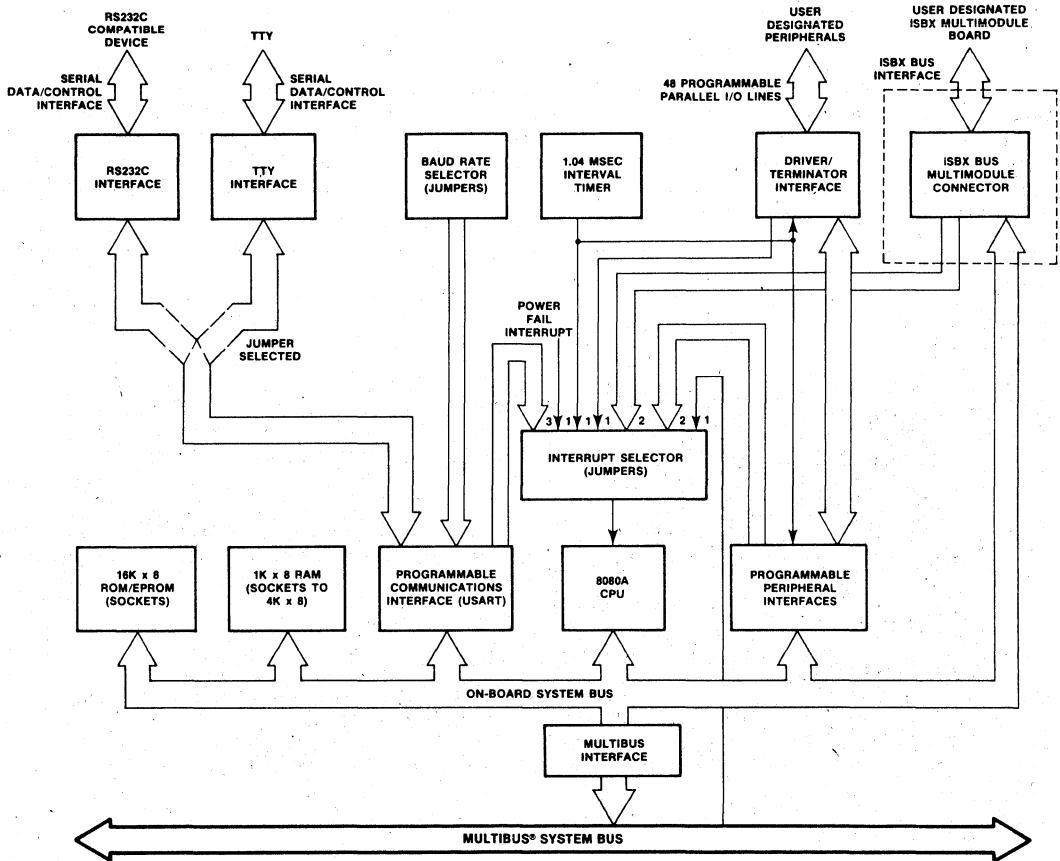 RS232C
COMPATIBLE
DEVICE
TTY
USER
DESIGNATED
PERIPHERALS
USER DESIGNATED
ISBX MULTIMODULE
BOARD
SERIAL
DATA/CONTROL
INTERFACE
SERIAL
DATA/CONTROL
INTERFACE
48 PROGRAMMABLE
PARALLEL I/O LINES
ISBX BUS
INTERFACE
RS232C
INTERFACE
TTY
INTERFACE
BAUD RATE
SELECTOR
(JUMPERS)
1.04 MSEC
INTERVAL
TIMER
DRIVER/
TERMINATOR
INTERFACE
ISBX BUS
MULTIMODULE
CONNECTOR
POWER
FAIL
INTERRUPT
JUMPER
SELECTED
3 1 1 1 2 2 1
INTERRUPT SELECTOR
(JUMPERS)
16K x 8
ROM/EPROM
(SOCKETS)
1K x 8 RAM
(SOCKETS TO
4K x 8)
PROGRAMMABLE
COMMUNICATIONS
INTERFACE (USART)
8080A
CPU
PROGRAMMABLE
PERIPHERAL
INTERFACES
ON-BOARD SYSTEM BUS
MULTIBUS
INTERFACE
MULTIBUS® SYSTEM BUS